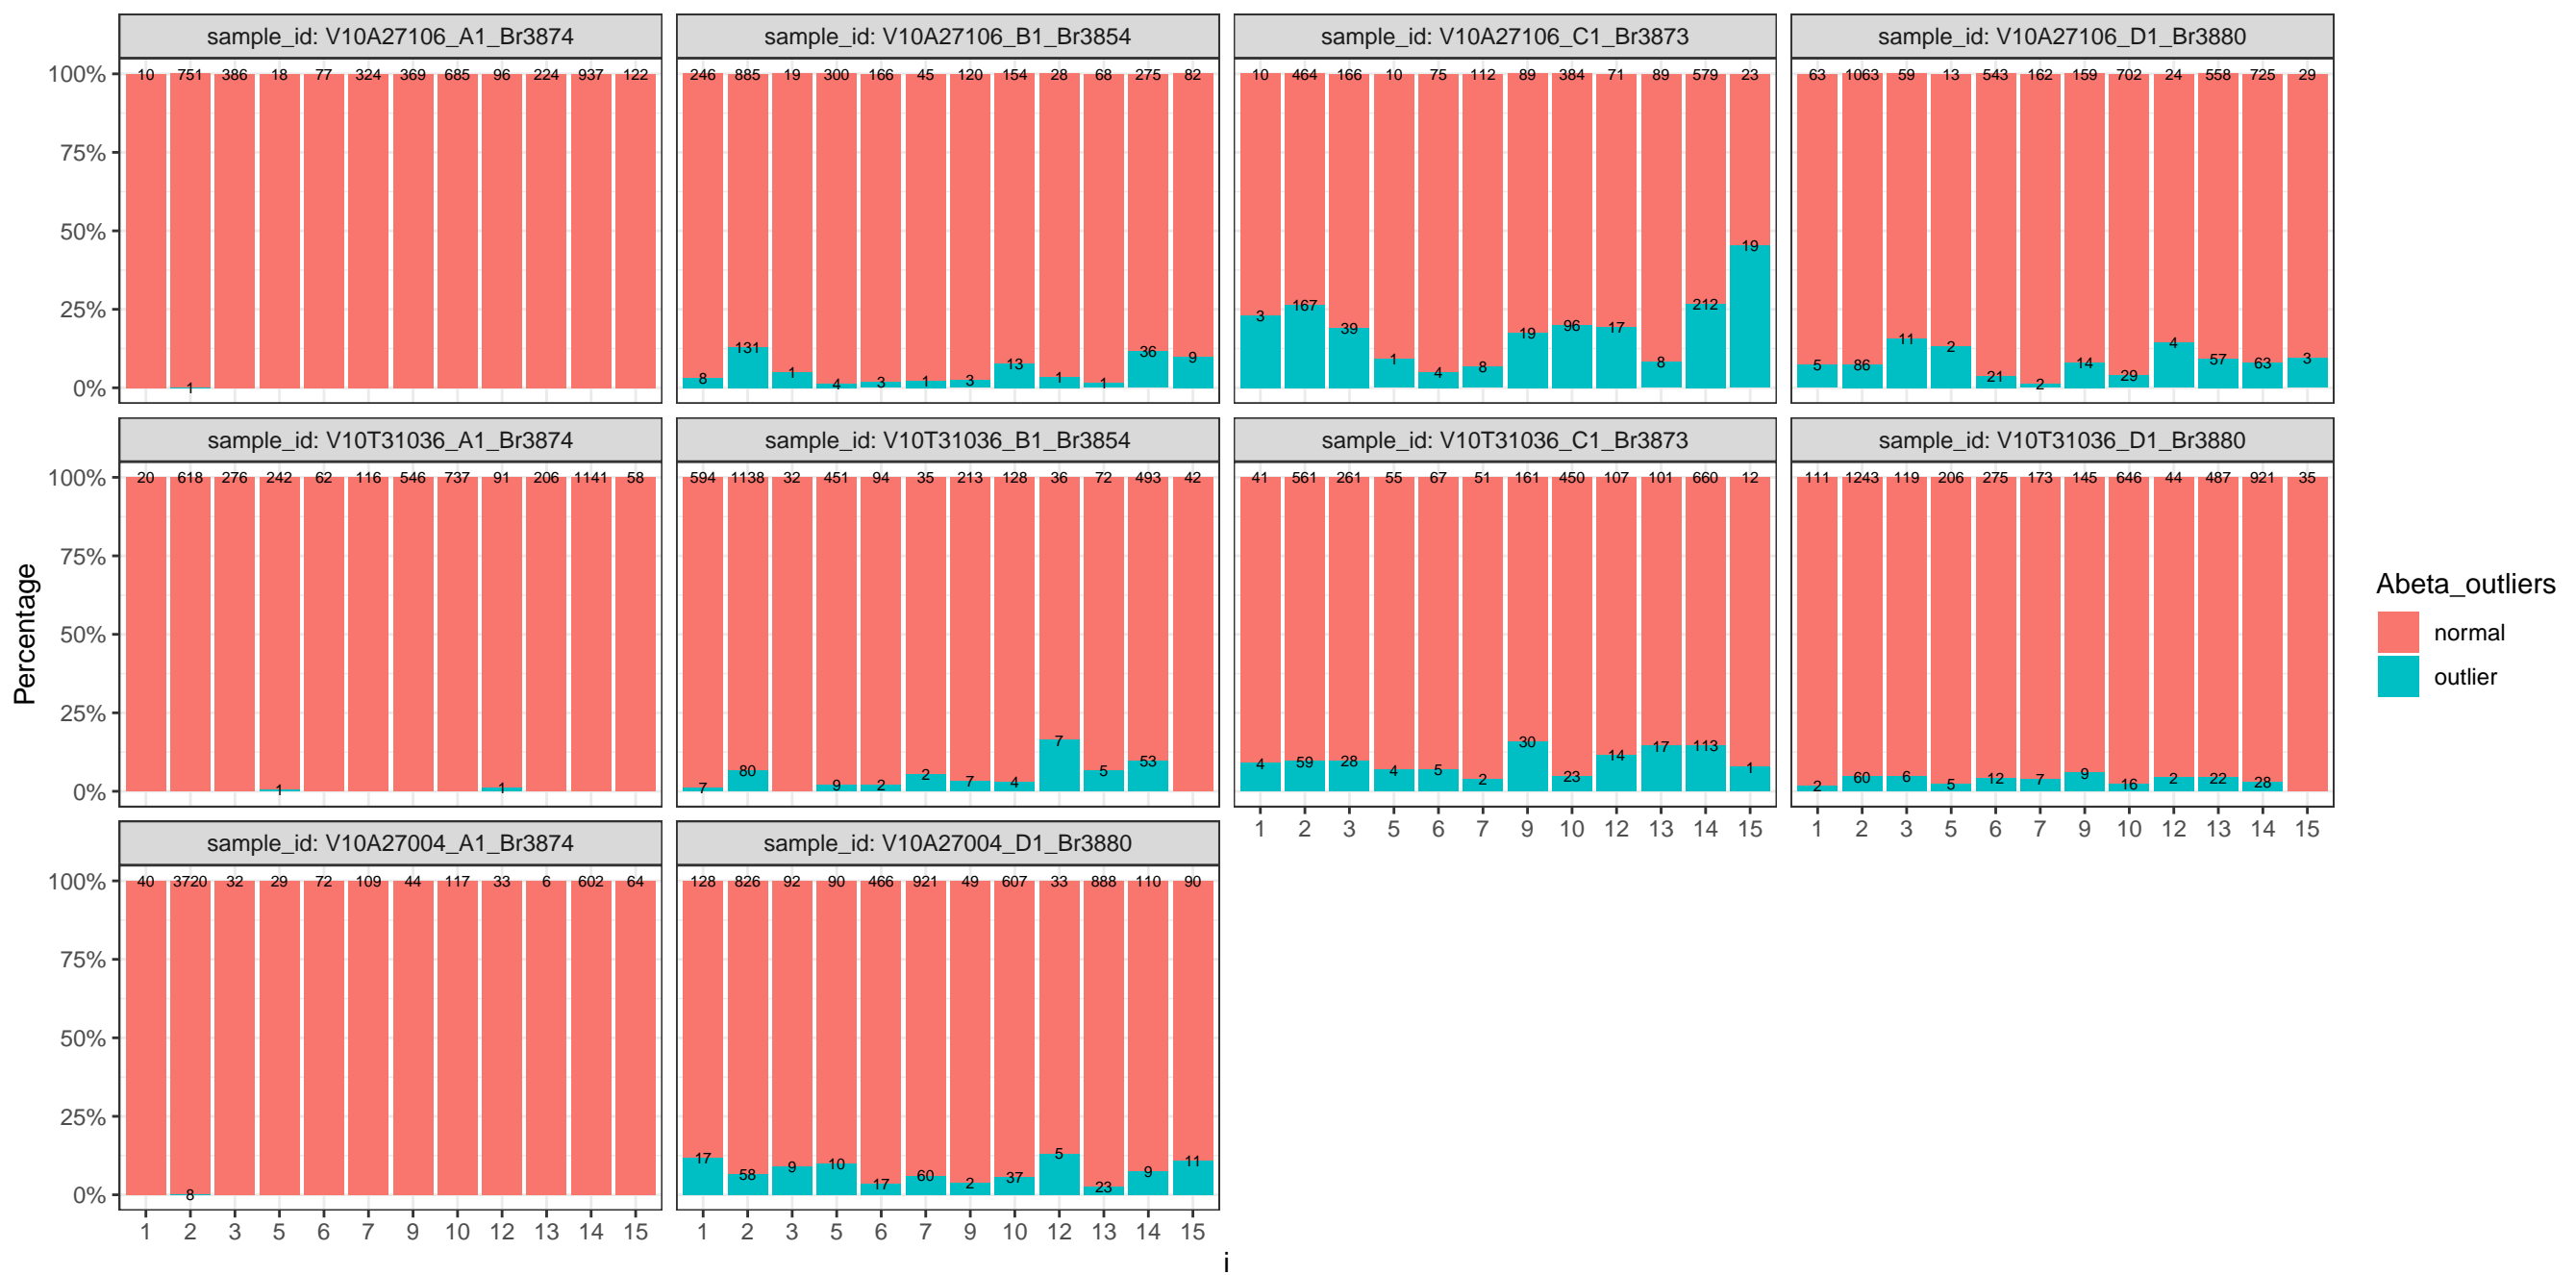 sample_id: V10A27106_A1_Br3874
sample_id: V10A27106_B1_Br3854
sample_id: V10A27106_C1_Br3873
sample_id: V10A27106_D1_Br3880
100%
75%
50%
25%
0%
10 751 386 18 77 324 369 685 96 224 937 122
1
246 885 19 300 166 45 120 154 28 68 275 82
8 131 1 4 3 1 3 13 1 1 36 9
10 464 166 10 75 112 89 384 71 89 579 23
3 167 39 1 4 8 19 96 17 8 212 19
63 1063 59 13 543 162 159 702 24 558 725 29
5 86 11 2 21 2 14 29 4 57 63 3
sample_id: V10T31036_A1_Br3874
sample_id: V10T31036_B1_Br3854
sample_id: V10T31036_C1_Br3873
sample_id: V10T31036_D1_Br3880
100%
75%
50%
25%
0%
20 618 276 242 62 116 546 737 91 206 1141 58
1 1
594 1138 32 451 94 35 213 128 36 72 493 42
7 80 9 2 2 7 4 7 5 53
41 561 261 55 67 51 161 450 107 101 660 12
4 59 28 4 5 2 30 23 14 17 113 1
111 1243 119 206 275 173 145 646 44 487 921 35
2 60 6 5 12 7 9 16 2 22 28
1 2 3 5 6 7 9 10 12 13 14 15
1 2 3 5 6 7 9 10 12 13 14 15
sample_id: V10A27004_A1_Br3874
sample_id: V10A27004_D1_Br3880
100%
75%
50%
25%
0%
40 3720 32 29 72 109 44 117 33 6 602 64
8
128 826 92 90 466 921 49 607 33 888 110 90
17 58 9 10 17 60 2 37 5 23 9 11
1 2 3 5 6 7 9 10 12 13 14 15
1 2 3 5 6 7 9 10 12 13 14 15
i
Percentage
Abeta_outliers
normal
outlier